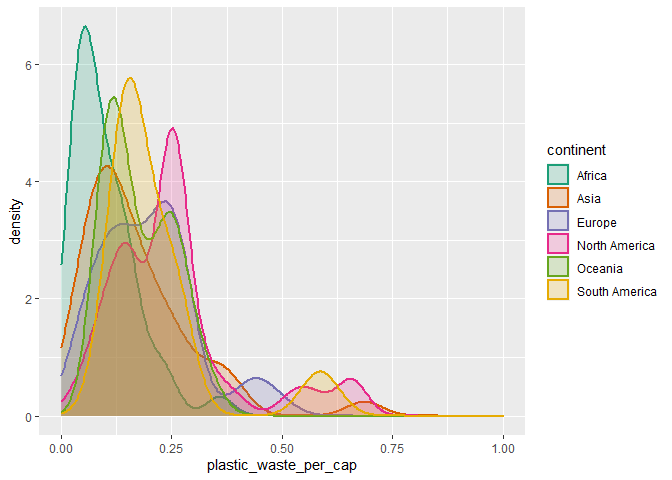 6
4
2
0
density
0.00
0.25
0.50
0.75
1.00
plastic_waste_per_cap
continent
Africa
Asia
Europe
North America
Oceania
South America